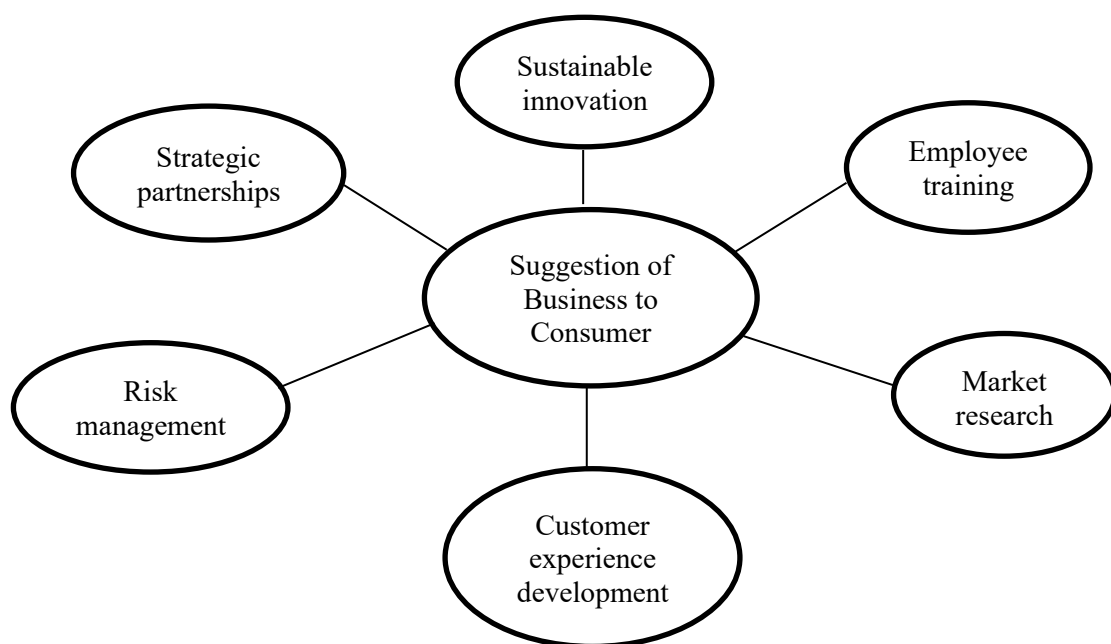 Sustainable
innovation
Strategic
partnerships
Employee
training
Suggestion of
Business to
Consumer
Risk
management
Market
research
Customer
experience
development